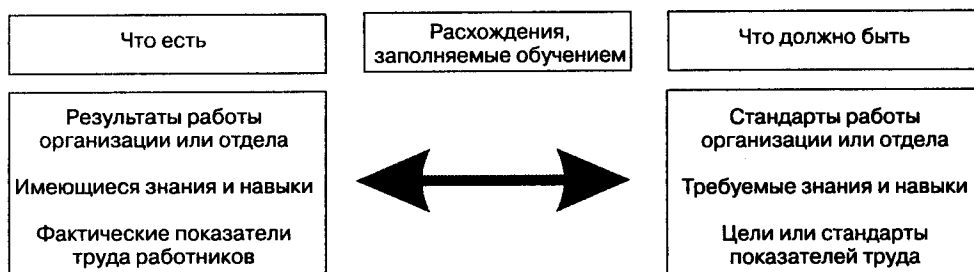 Что есть
Расхождения,
заполняемые обучением
Что должно быть
Результаты работы
организации или отдела
Имеющиеся знания и навыки
Фактические показатели
труда работников
Стандарты работы
организации или отдела
Требуемые знания и навыки
Цели или стандарты
показателей труда